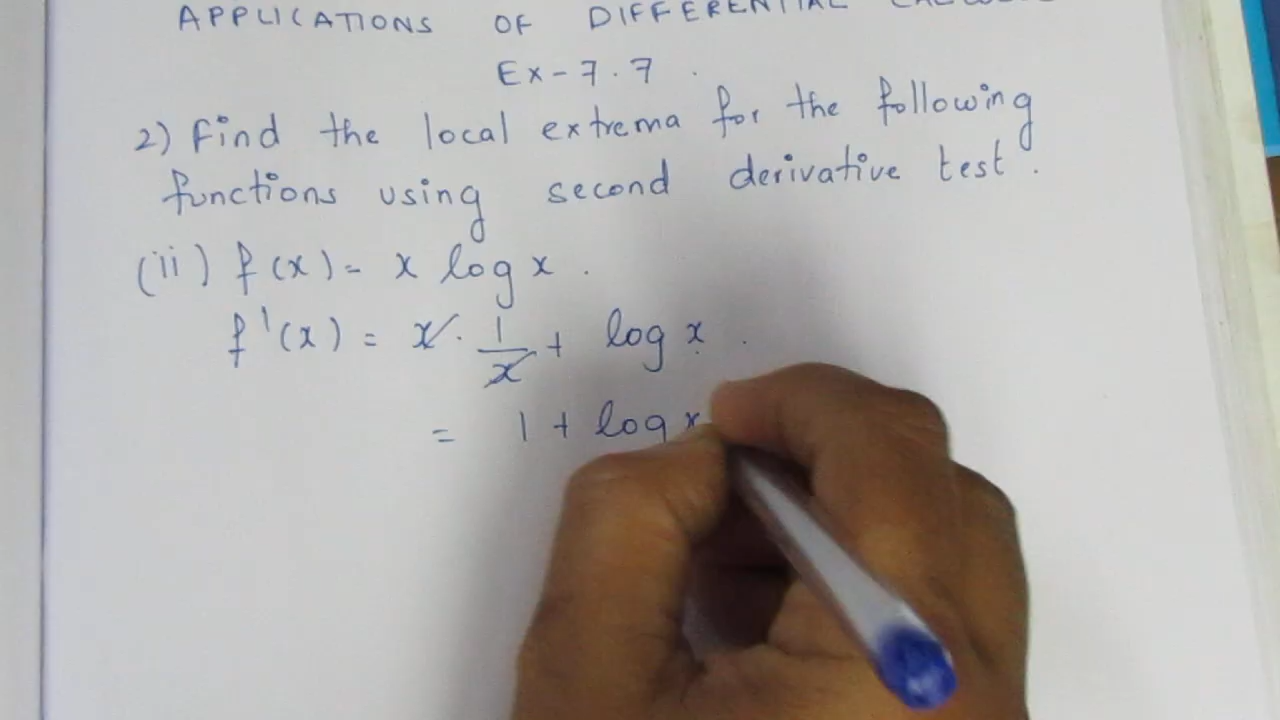 APPLICATIONS OF DIFFERENTIAL
Ex-7.7.
2) Find the local extrema for the following
functions using second derivative test.
(ii) f(x) = x log x.
f'(x) = x. 1/x + log x.
= 1 + log x